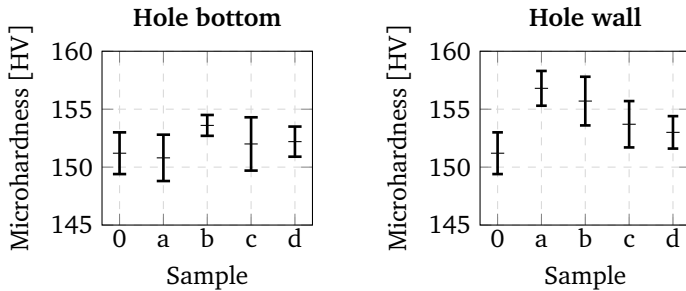 Hole bottom
Microhardness [HV]
160
155
150
145
0 a b c d
Sample
Hole wall
Microhardness [HV]
160
155
150
145
0 a b c d
Sample